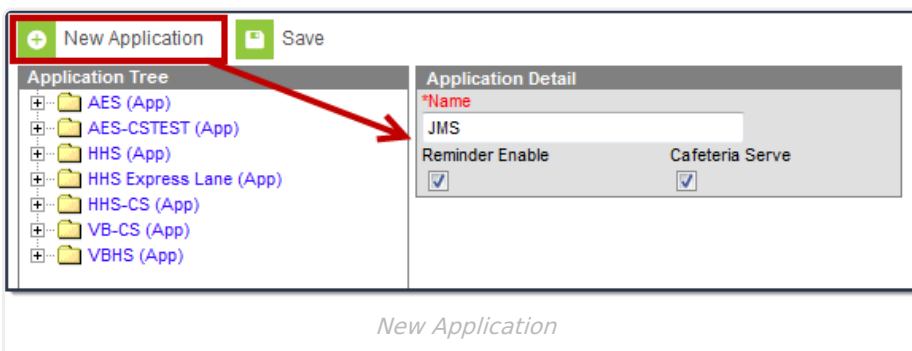 New Application Save
Application Tree
AES (App)
AES-CSTEST (App)
HHS (App)
HHS Express Lane (App)
HHS-CS (App)
VB-CS (App)
VBHS (App)
Application Detail
*Name
JMS
Reminder Enable Cafeteria Serve
New Application